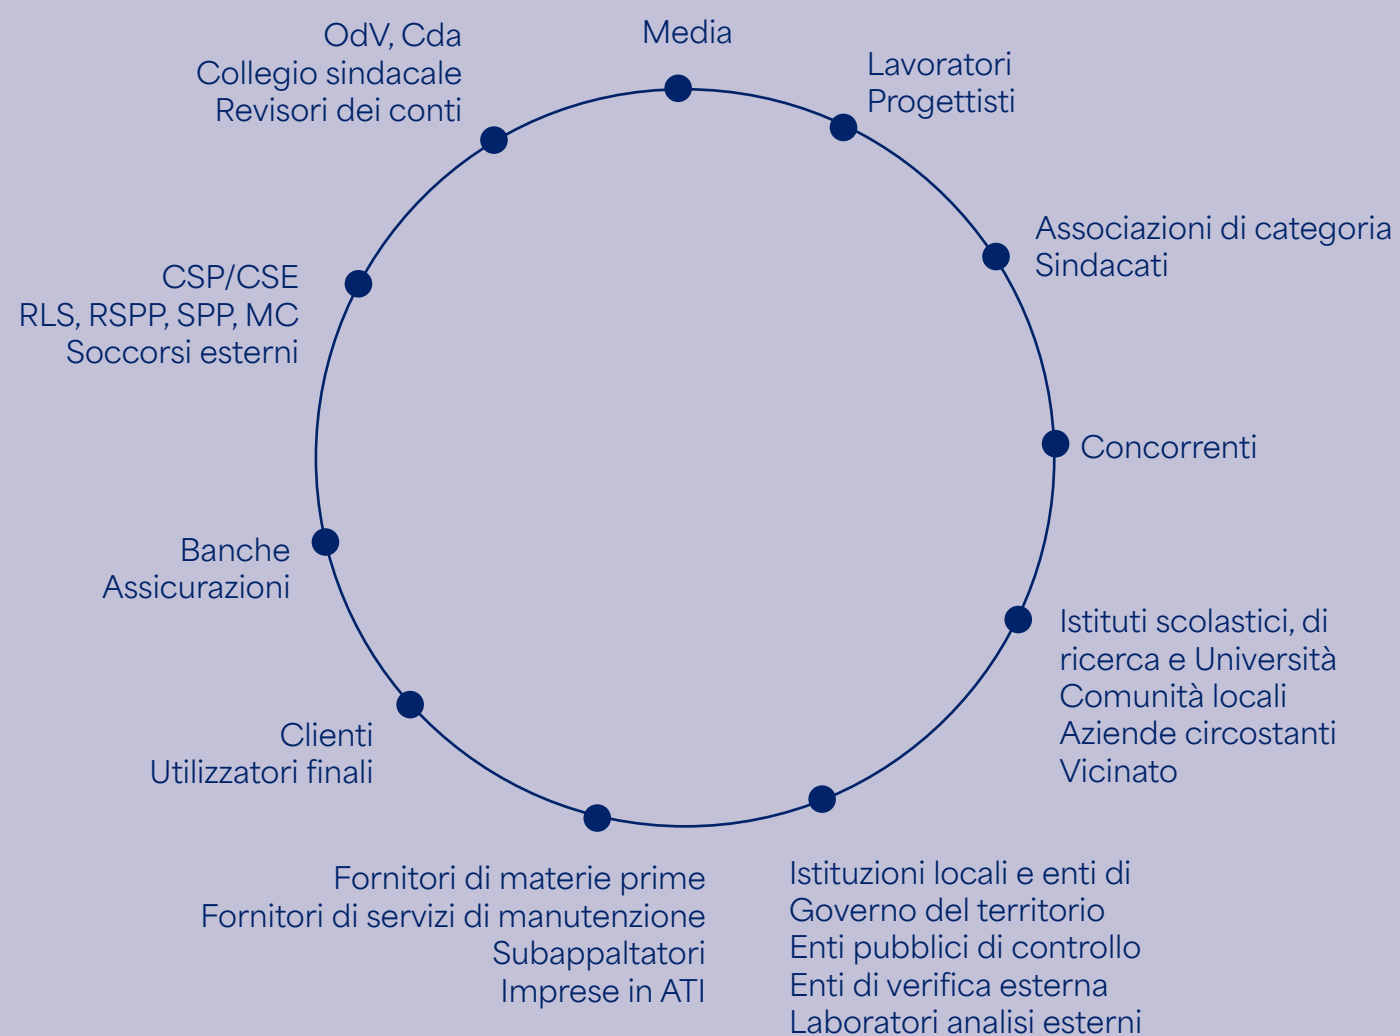 Media
Lavoratori
Progettisti
Associazioni di categoria
Sindacati
Concorrenti
Istituti scolastici, di
ricerca e Università
Comunità locali
Aziende circostanti
Vicinato
Istituzioni locali e enti di
Governo del territorio
Enti pubblici di controllo
Enti di verifica esterna
Laboratori analisi esterni
Fornitori di materie prime
Fornitori di servizi di manutenzione
Subappaltatori
Imprese in ATI
Clienti
Utilizzatori finali
Banche
Assicurazioni
CSP/CSE
RLS, RSPP, SPP, MC
Soccorsi esterni
OdV, Cda
Collegio sindacale
Revisori dei conti